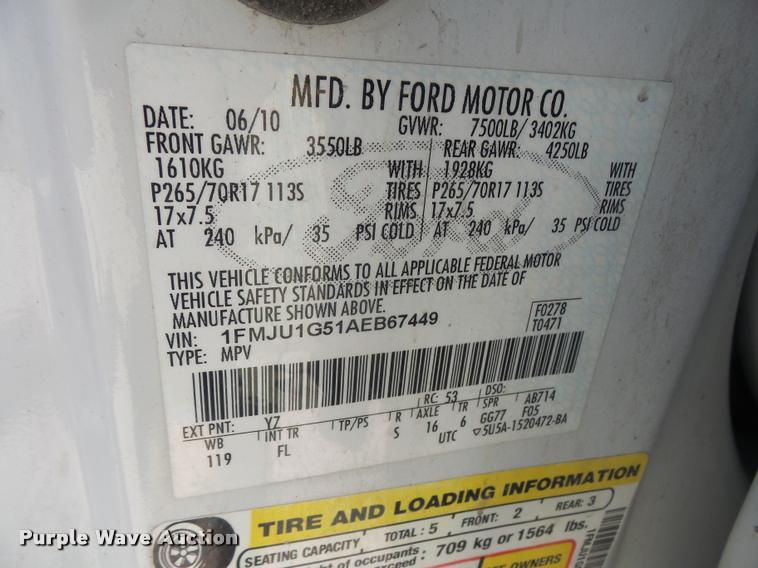 MFD. BY FORD MOTOR CO.
DATE: 06/10 GVWR: 7500LB/ 3402KG
FRONT GAWR: 3550LB REAR GAWR: 4250LB
1610KG WITH 1928KG WITH
P265/70R17 113S TIRES P265/70R17 113S TIRES
17x7.5 RIMS 17x7.5 RIMS
AT 240 kPa/ 35 PSI COLD AT 240 kPa/ 35 PSI COLD
Ford
THIS VEHICLE CONFORMS TO ALL APPLICABLE FEDERAL MOTOR
VEHICLE SAFETY STANDARDS IN EFFECT ON THE DATE OF
MANUFACTURE SHOWN ABOVE.
VIN: 1FMJU1G51AEB67449 F0278
TYPE: MPV T0471
EXT PNT: Y7 RC: 53 DSO:
WB INT TR TP/PS R AXLE TR SPR AB714
119 FL S 16 6 GG77 F05
UTC ▽5U5A-1520472-BA
TIRE AND LOADING INFORMATION
SEATING CAPACITY TOTAL: 5 FRONT: 2 REAR: 3
of occupants: 709 kg or 1564 lbs.
exceed:
OWNERS
Purple Wave Auction